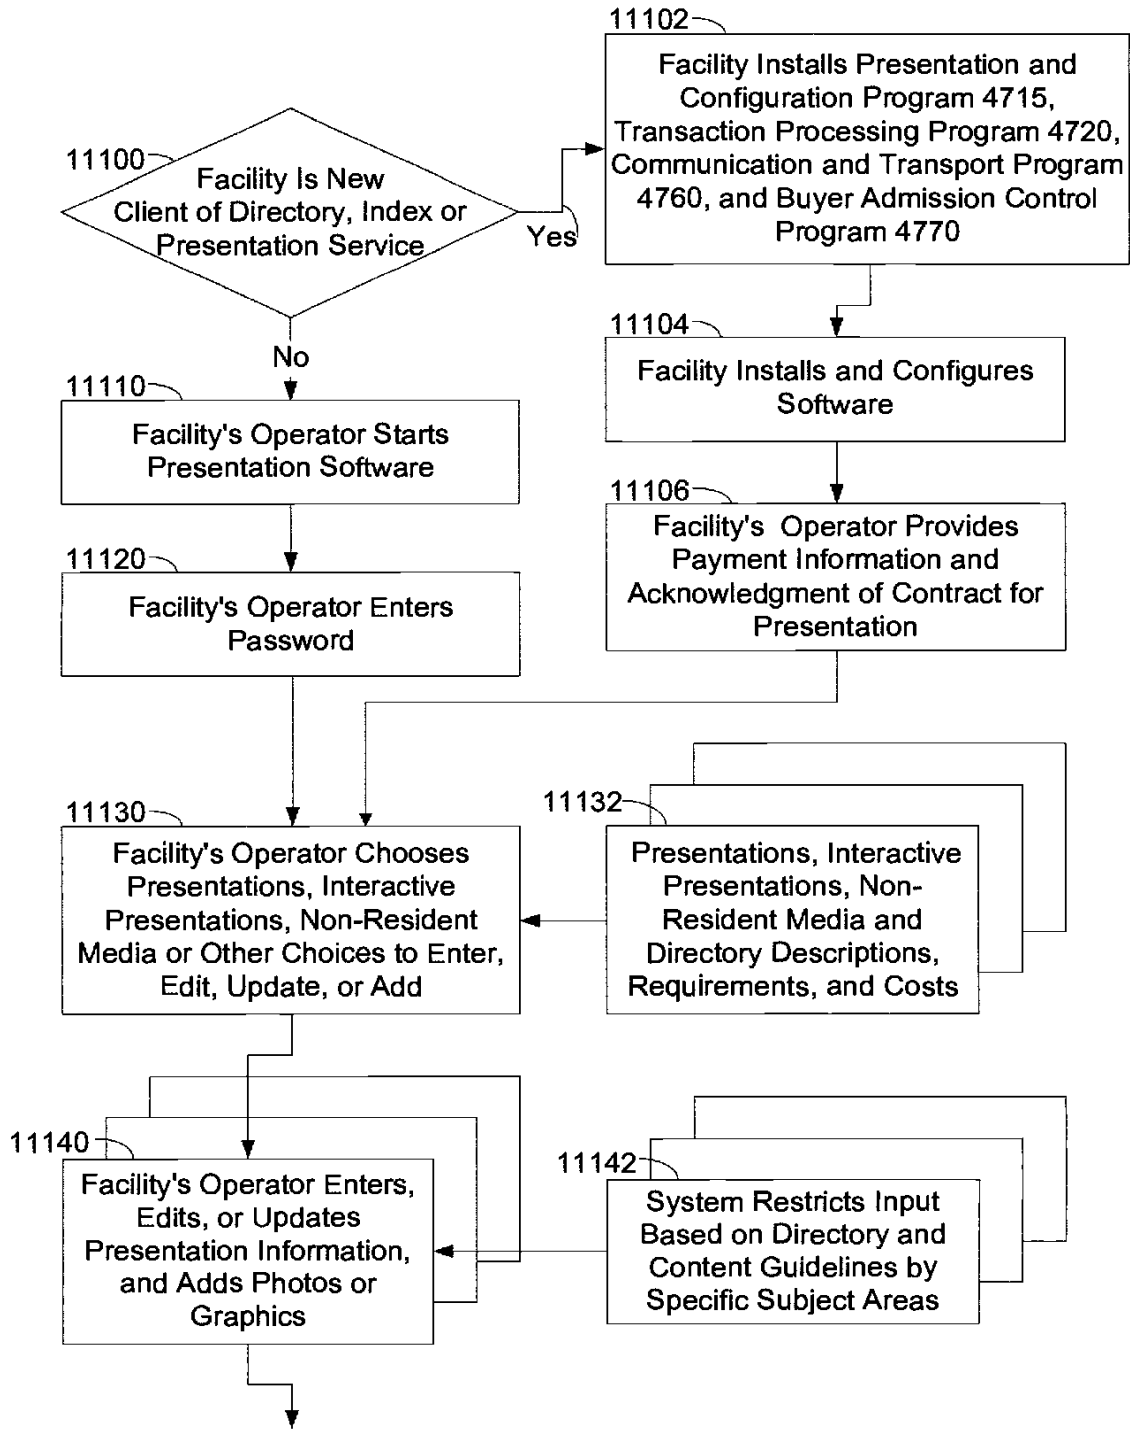 11102
Facility Installs Presentation and
Configuration Program 4715,
Transaction Processing Program 4720,
Communication and Transport Program
4760, and Buyer Admission Control
Program 4770
11100
Facility Is New
Client of Directory, Index or
Presentation Service
Yes
No
11104
Facility Installs and Configures
Software
11110
Facility's Operator Starts
Presentation Software
11106
Facility's Operator Provides
Payment Information and
Acknowledgment of Contract for
Presentation
11120
Facility's Operator Enters
Password
11130
Facility's Operator Chooses
Presentations, Interactive
Presentations, Non-Resident
Media or Other Choices to Enter,
Edit, Update, or Add
11132
Presentations, Interactive
Presentations, Non-
Resident Media and
Directory Descriptions,
Requirements, and Costs
11140
Facility's Operator Enters,
Edits, or Updates
Presentation Information,
and Adds Photos or
Graphics
11142
System Restricts Input
Based on Directory and
Content Guidelines by
Specific Subject Areas